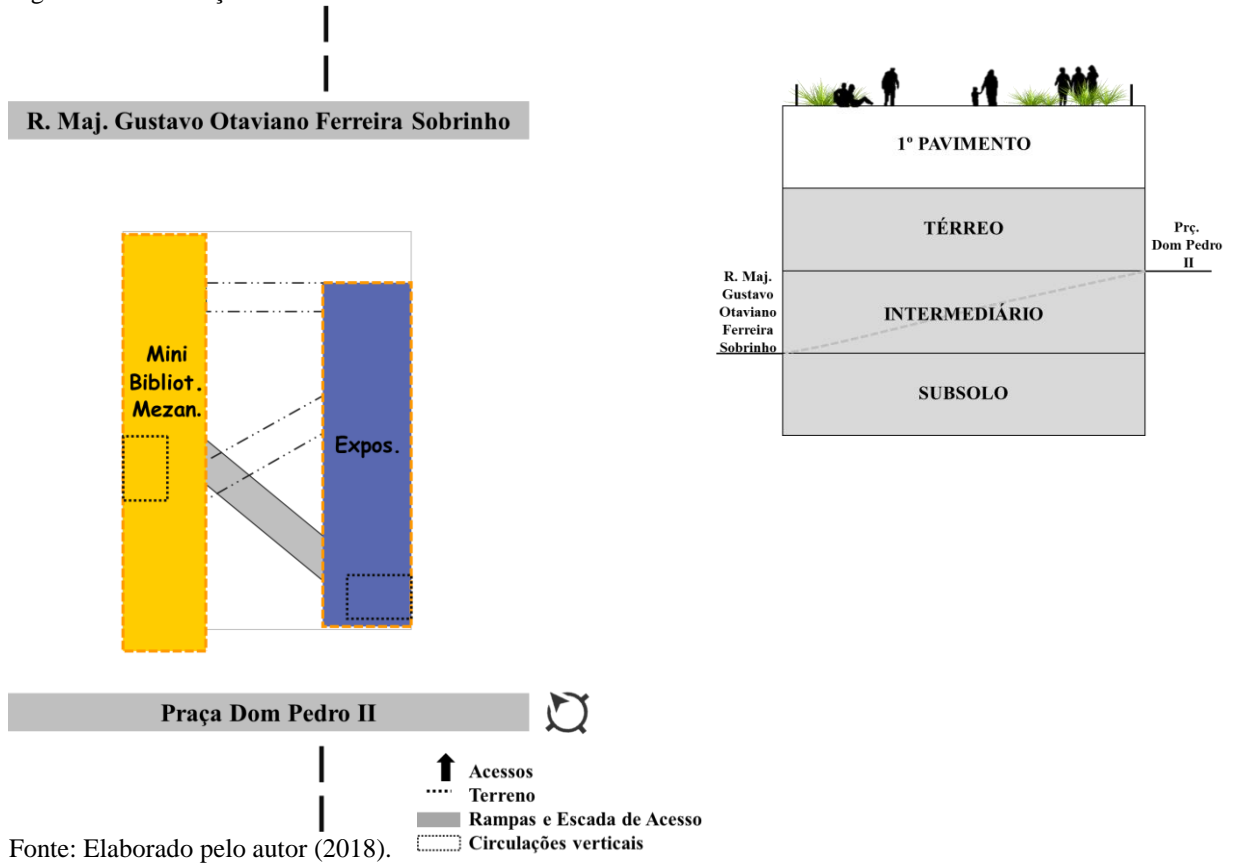 R. Maj. Gustavo Otaviano Ferreira Sobrinho
Mini
Bibliot.
Mezan.
Expos.
Praça Dom Pedro II
Acessos
Terreno
Rampas e Escada de Acesso
Circulações verticais
1º PAVIMENTO
TÉRREO
INTERMEDIÁRIO
SUBSOLO
R. Maj.
Gustavo
Otaviano
Ferreira
Sobrinho
Prç.
Dom Pedro
II
Fonte: Elaborado pelo autor (2018).